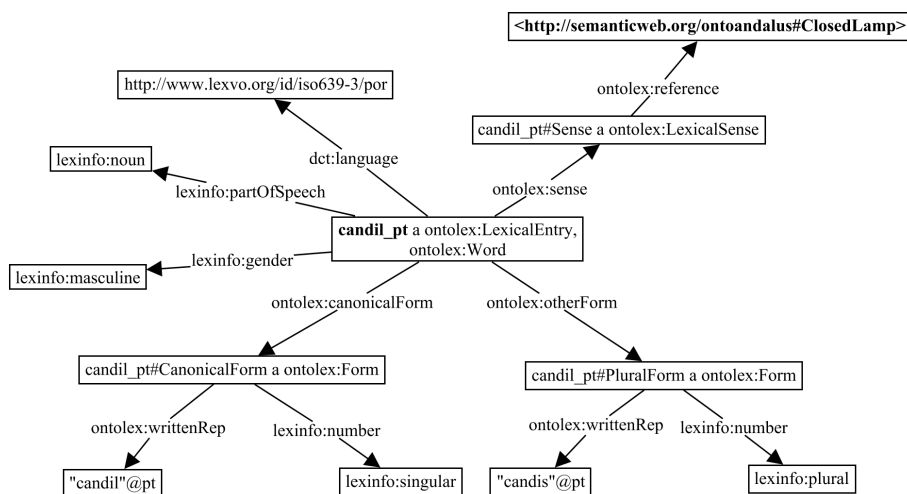 <http://semanticweb.org/ontoandalus#ClosedLamp>
http://www.lexvo.org/id/iso639-3/por
ontolex:reference
candil_pt#Sense a ontolex:LexicalSense
dct:language
lexinfo:noun
lexinfo:partOfSpeech
ontolex:sense
candil_pt a ontolex:LexicalEntry,
ontolex:Word
lexinfo:gender
lexinfo:masculine
ontolex:canonicalForm
ontolex:otherForm
candil_pt#CanonicalForm a ontolex:Form
candil_pt#PluralForm a ontolex:Form
ontolex:writtenRep
lexinfo:number
ontolex:writtenRep
lexinfo:number
"candil"@pt
lexinfo:singular
"candis"@pt
lexinfo:plural